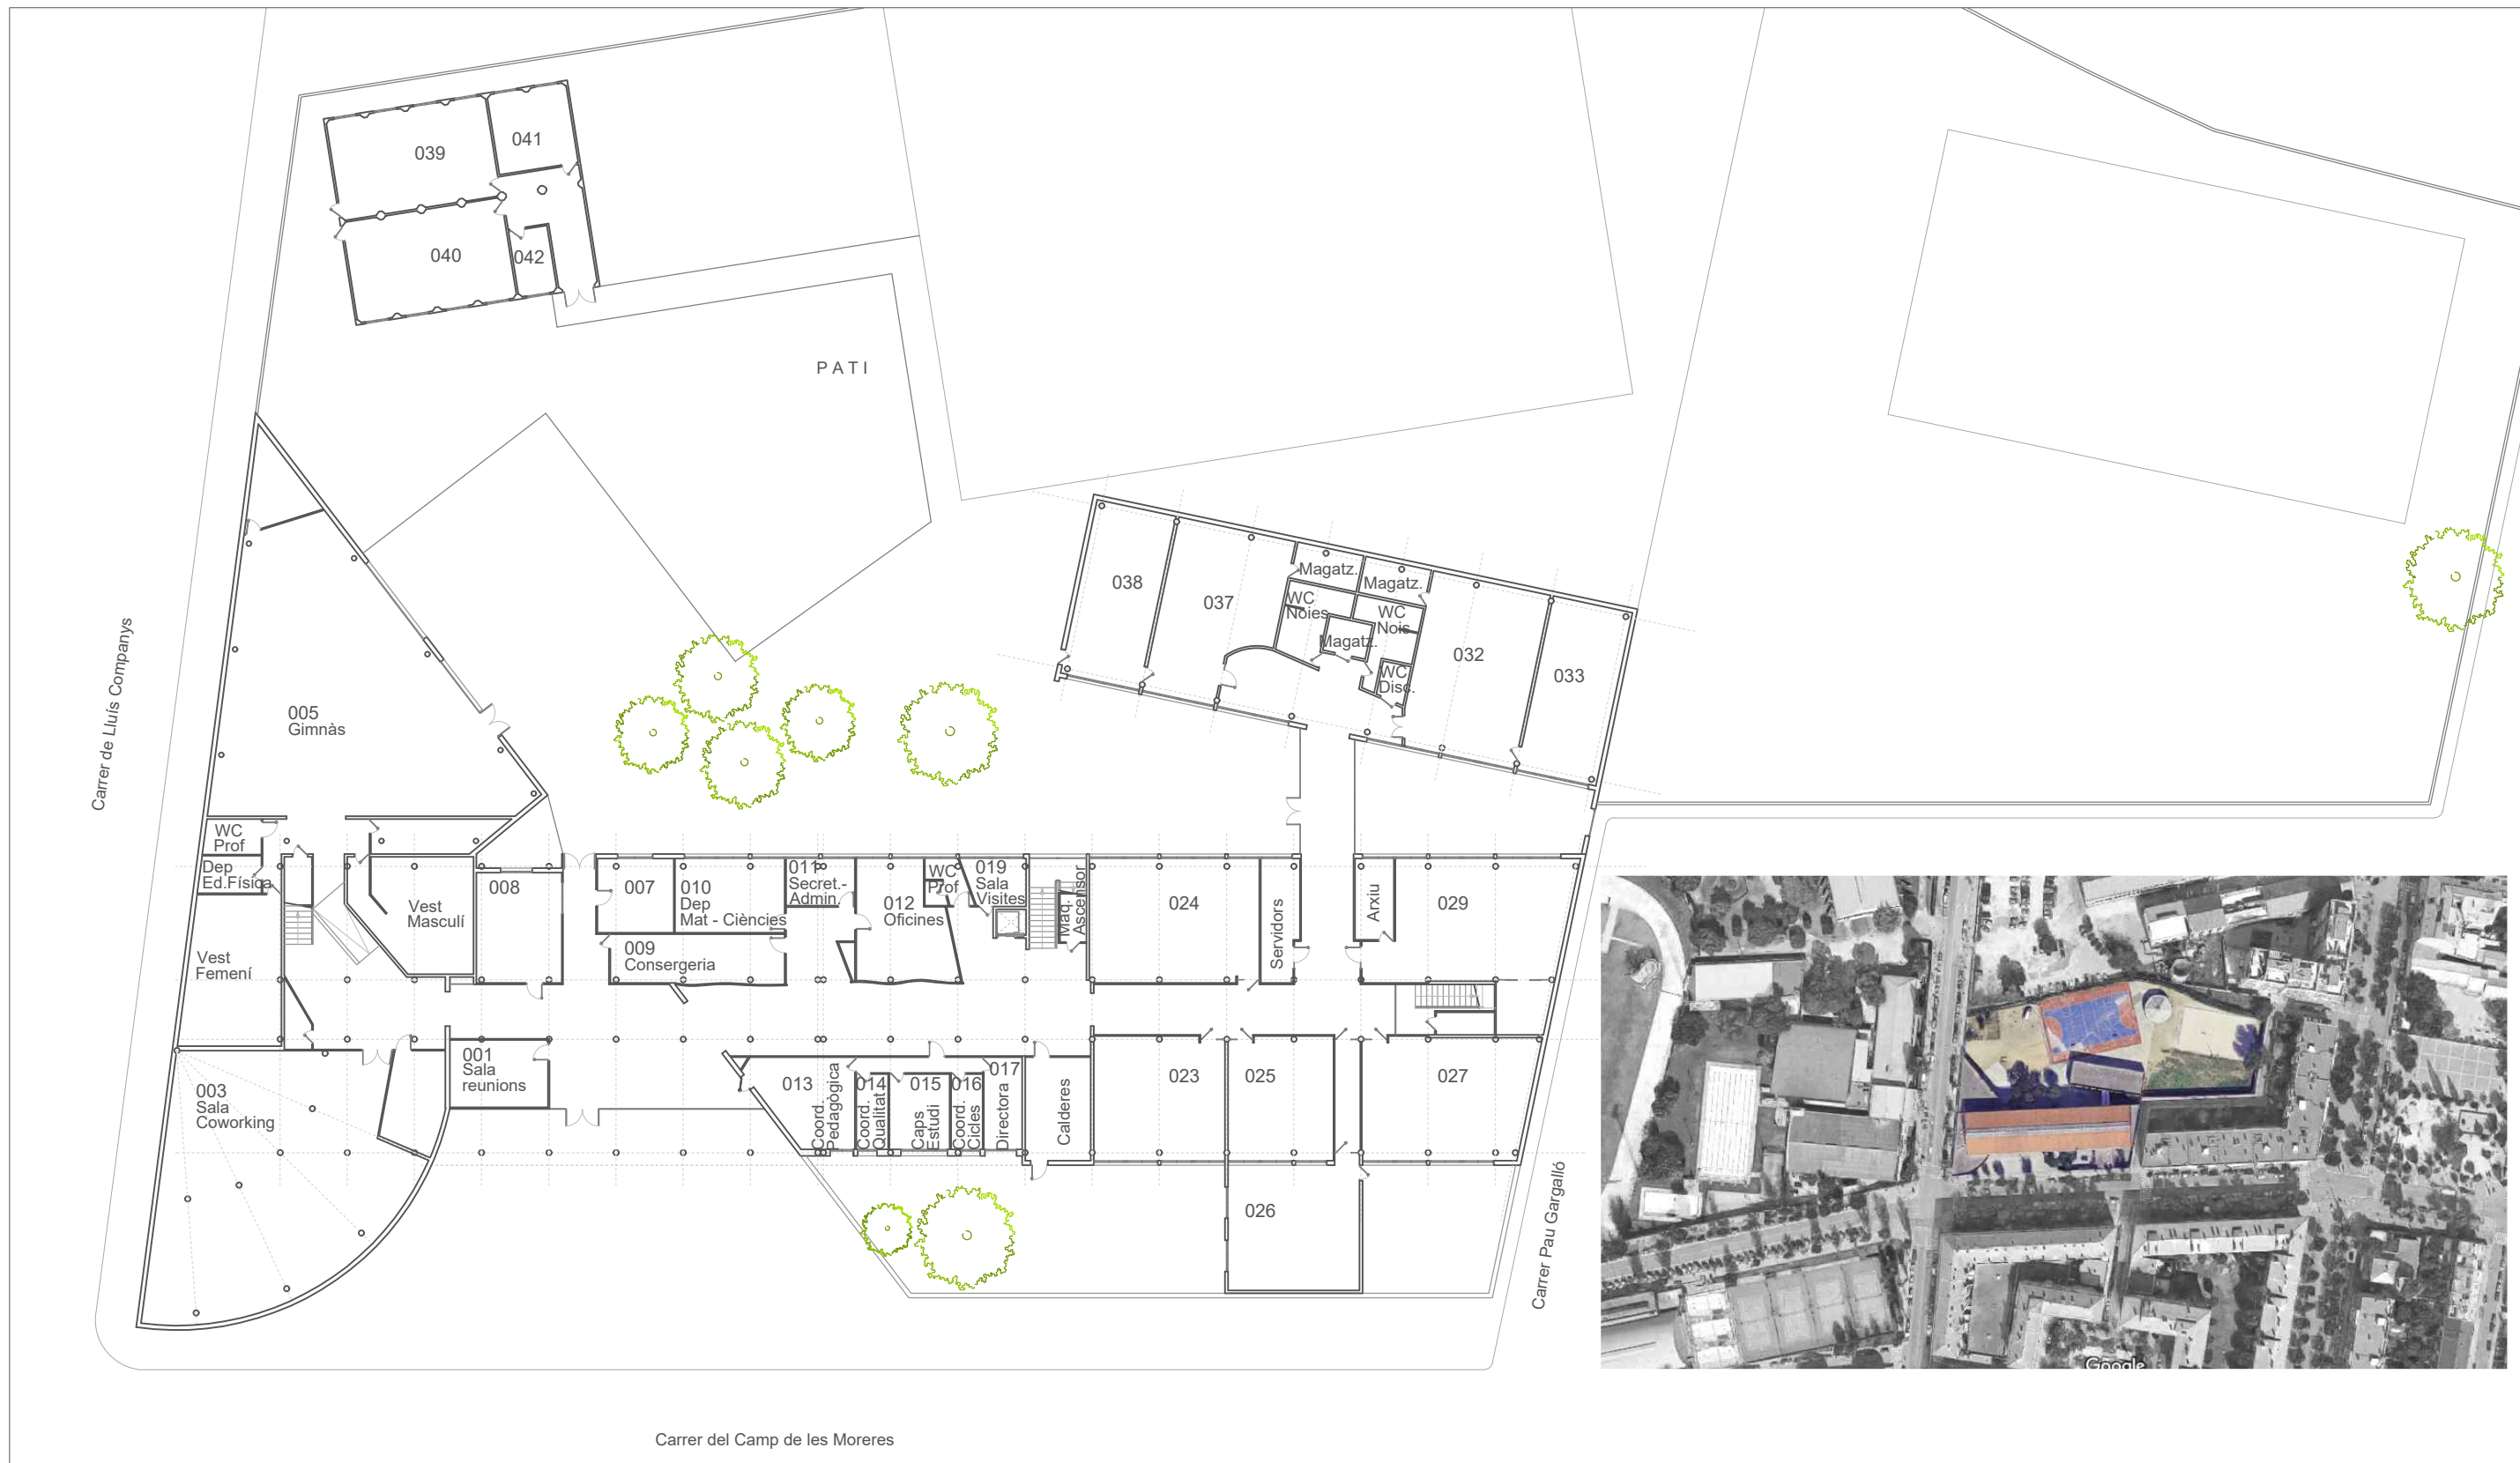 039
041
040
042
P A T I
038
037
Magatz.
Magatz.
WC
Noies
WC
Nois
Magatz.
WC
Disc.
032
033
005
Gimnàs
Carrer de Lluís Companys
WC
Prof
Dep
Ed.Física
Vest
Femení
Vest
Masculí
008
007
010
Dep
Mat - Ciències
009
Consergeria
011
Secret.-
Admin.
012
Oficines
WC
Prof
019
Sala
Visites
Maq.
Ascensor
024
Servidors
Arxiu
029
001
Sala
reunions
003
Sala
Coworking
013
Coord.
Pedagògica
014
Coord.
Qualitat
015
Caps
Estudi
016
Coord.
Cicles
017
Directora
Calderes
023
025
027
026
Carrer Pau Gargalló
Carrer del Camp de les Moreres
Google